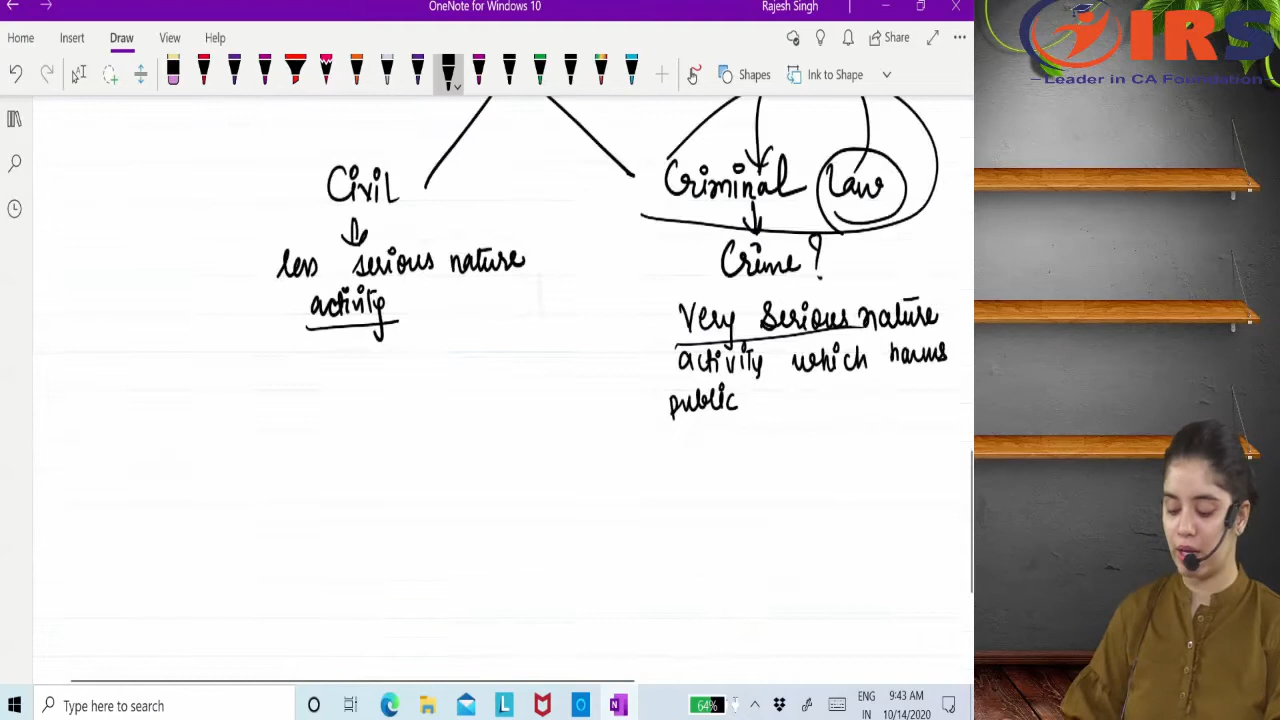 OneNote for Windows 10
Rajesh Singh
Home Insert Draw View Help
Share
Shapes
Ink to Shape
IRS
Leader in CA Foundation
Civil
less serious nature
activity
Criminal Law
Crime?
Very Serious nature
activity which harms
public
Type here to search
64%
ENG
IN
9:43 AM
10/14/2020